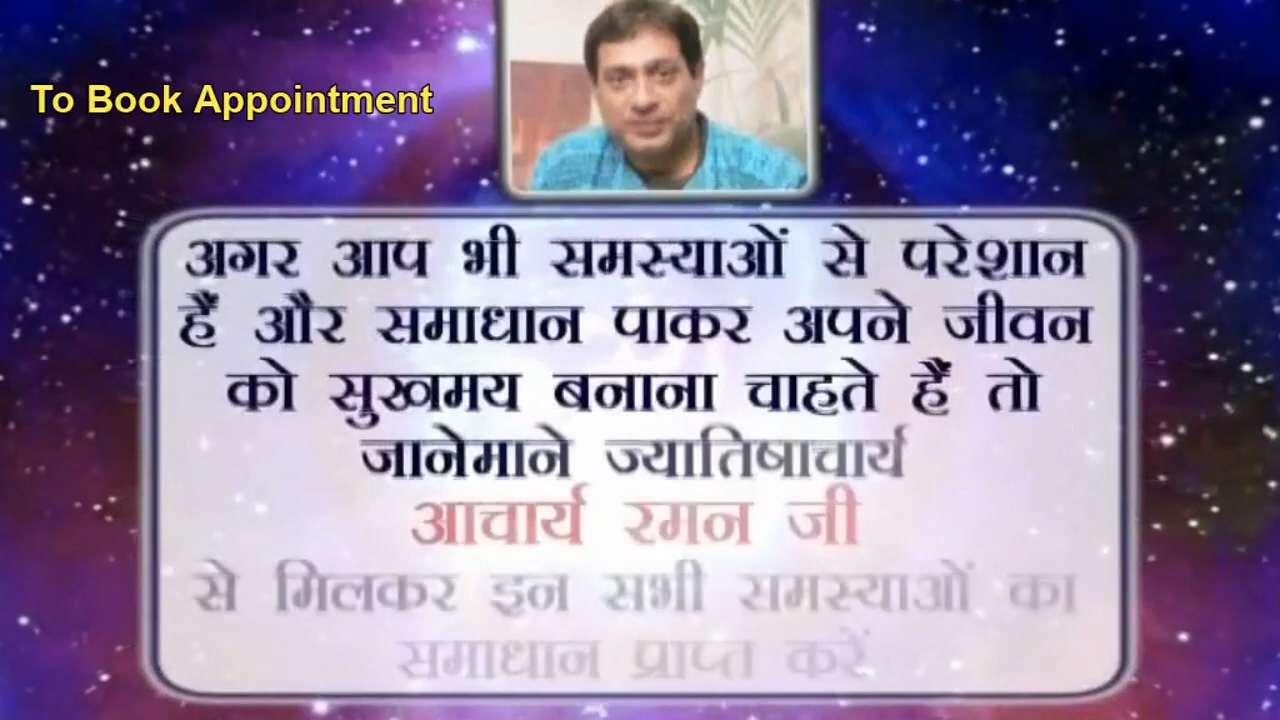 To Book Appointment
अगर आप भी समस्याओं से परेशान
हैं और समाधान पाकर अपने जीवन
को सुखमय बनाना चाहते हैं तो
जानेमाने ज्यातिषाचार्य
आचार्य रमन जी
से मिलकर इन सभी समस्याओं का
समाधान प्राप्त करें